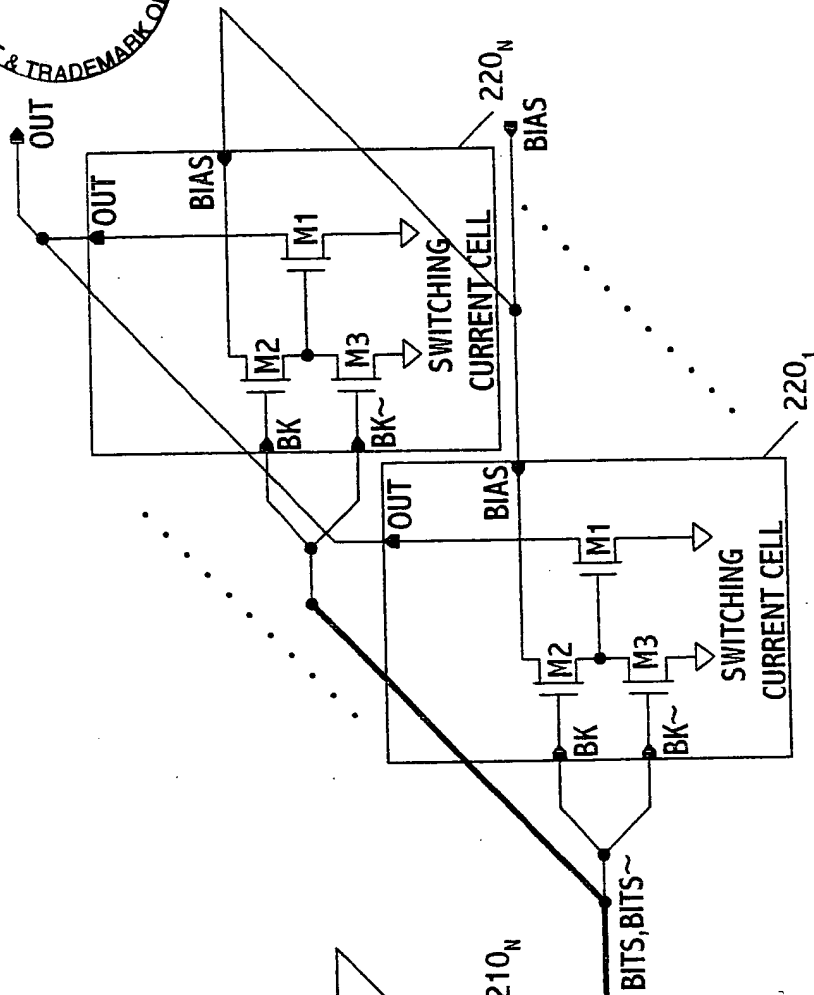 & TRADEMARK O
OUT
220N
BIAS
OUT
BIAS
M1
M2
M3
BK
BK~
SWITCHING
CURRENT CELL
220₁
OUT
BIAS
M1
M2
M3
BK
BK~
SWITCHING
CURRENT CELL
210N
BITS,BITS~